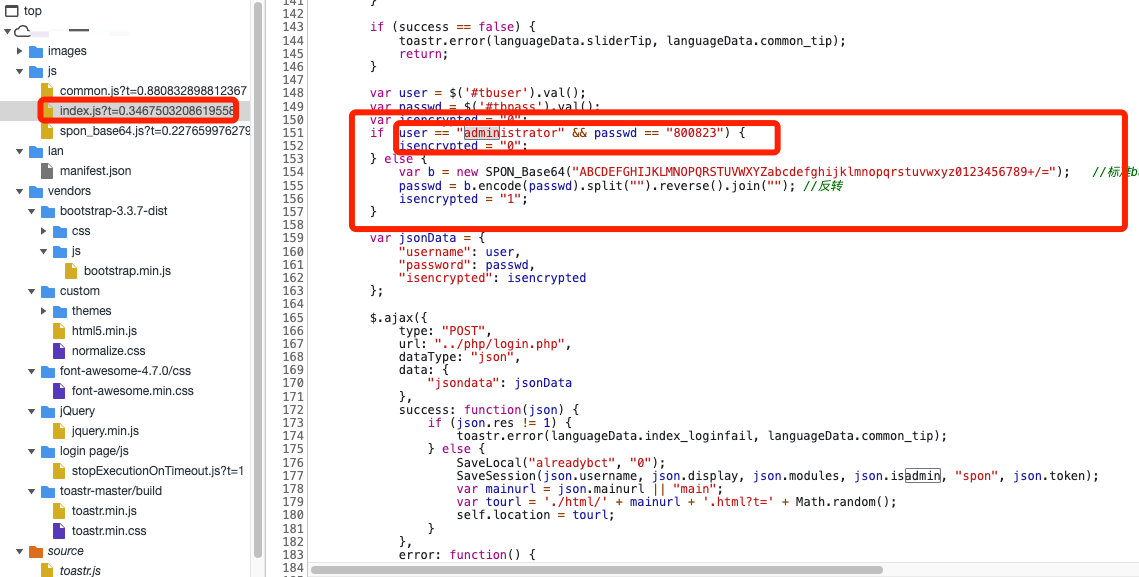 top
images
js
common.js?t=0.880832898812367
index.js?t=0.3467503208619558
spon_base64.js?t=0.227659976279
lan
manifest.json
vendors
bootstrap-3.3.7-dist
css
js
bootstrap.min.js
custom
themes
html5.min.js
normalize.css
font-awesome-4.7.0/css
font-awesome.min.css
jQuery
jquery.min.js
login page/js
stopExecutionOnTimeout.js?t=1
toastr-master/build
toastr.min.js
toastr.min.css
source
toastr.js
141 }
142
143 if (success == false) {
144 toastr.error(languageData.sliderTip, languageData.common_tip);
145 return;
146 }
147
148 var user = $('#tbuser').val();
149 var passwd = $('#tbpass').val();
150 var isencrypted = "0";
151 if (user == "administrator" && passwd == "800823") {
152 isencrypted = "0";
153 } else {
154 var b = new SPON_Base64("ABCDEFGHIJKLMNOPQRSTUVWXYZabcdefghijklmnopqrstuvwxyz0123456789+/="); //标准b
155 passwd = b.encode(passwd).split("").reverse().join(""); //反转
156 isencrypted = "1";
157 }
158
159 var jsonData = {
160 "username": user,
161 "password": passwd,
162 "isencrypted": isencrypted
163 };
164
165 $.ajax({
166 type: "POST",
167 url: "../php/login.php",
168 dataType: "json",
169 data: {
170 "jsondata": jsonData
171 },
172 success: function(json) {
173 if (json.res != 1) {
174 toastr.error(languageData.index_loginfail, languageData.common_tip);
175 } else {
176 SaveLocal("alreadybct", "0");
177 SaveSession(json.username, json.display, json.modules, json.isadmin, "spon", json.token);
178 var mainurl = json.mainurl || "main";
179 var tourl = './html/' + mainurl + '.html?t=' + Math.random();
180 self.location = tourl;
181 }
182 },
183 error: function() {
184